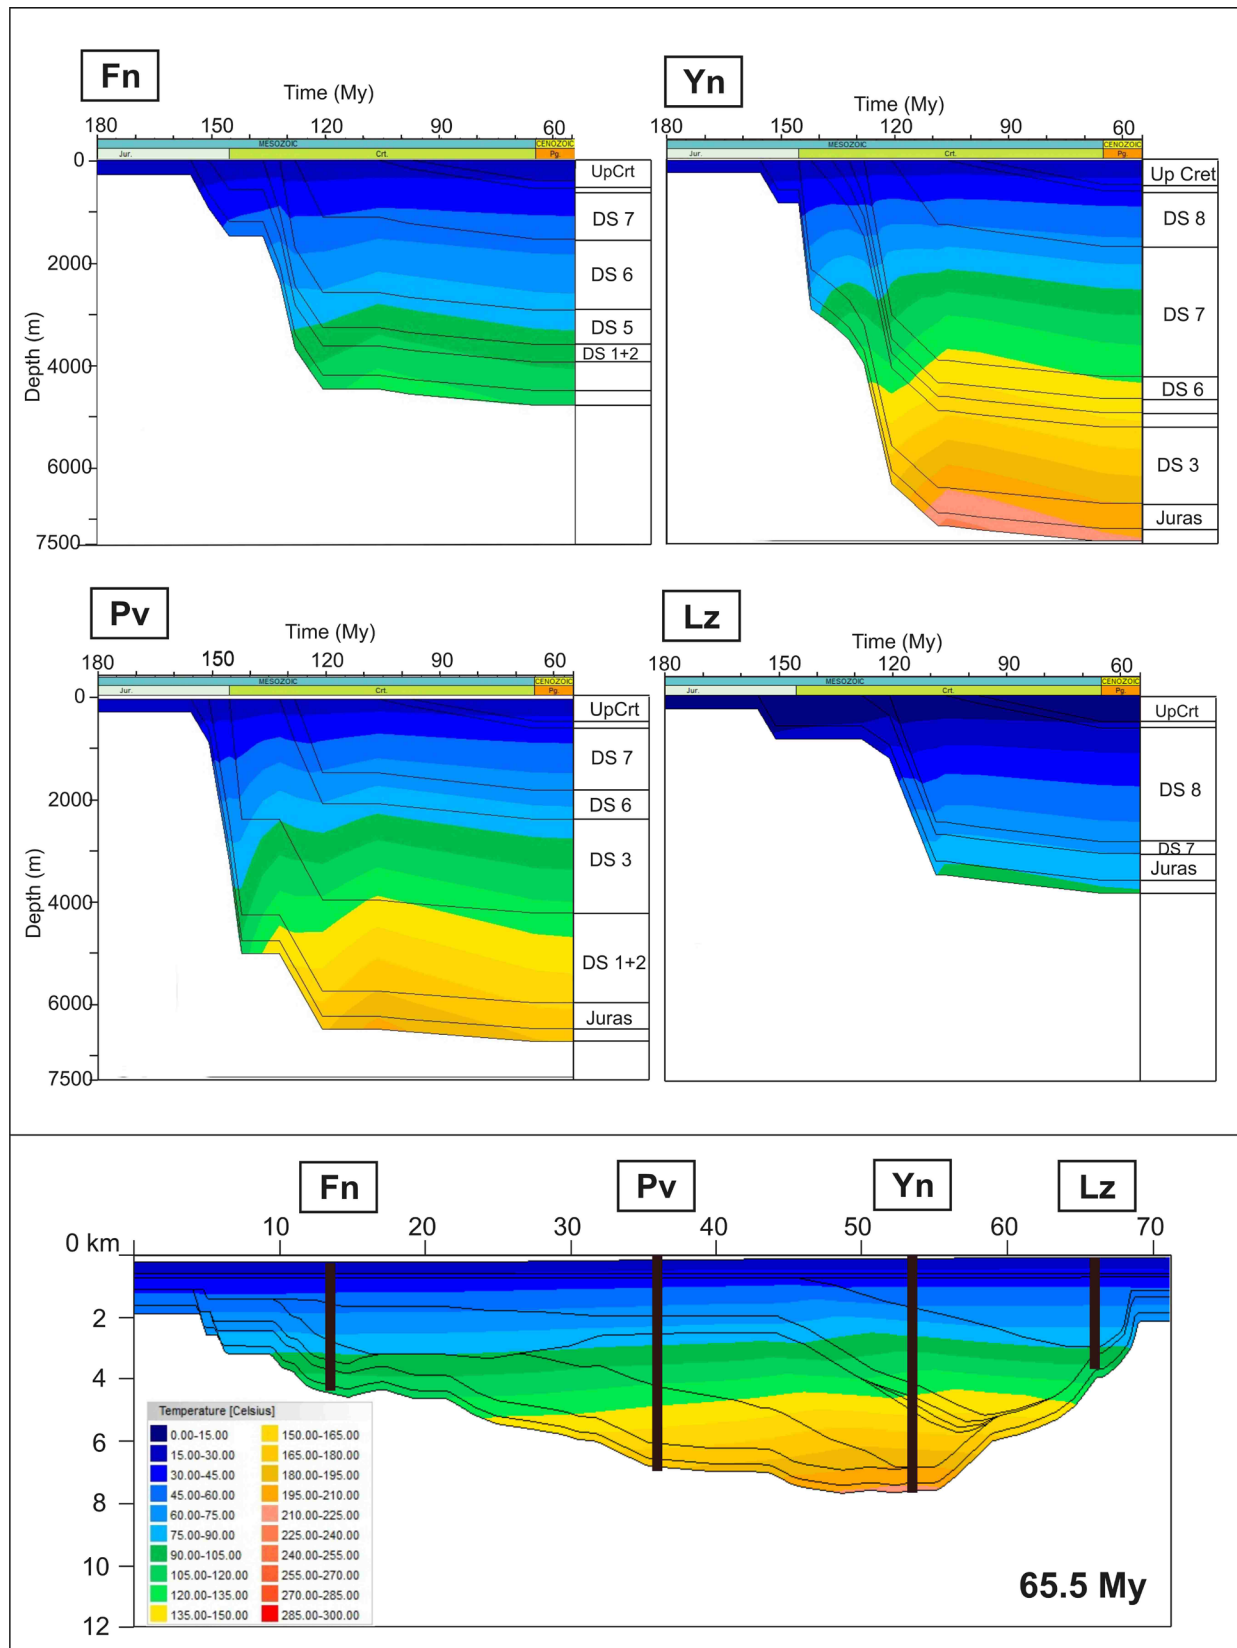 Fn
Time (My)
180 150 120 90 60
MESOZOIC CENOZOIC
Jur. Crt. Pg.
Depth (m)
0
2000
4000
6000
7500
UpCrt
DS 7
DS 6
DS 5
DS 1+2
Yn
Time (My)
180 150 120 90 60
MESOZOIC CENOZOIC
Jur. Crt. Pg.
Up Cret
DS 8
DS 7
DS 6
DS 3
Juras
Pv
Time (My)
180 150 120 90 60
MESOZOIC CENOZOIC
Jur. Crt. Pg.
Depth (m)
0
2000
4000
6000
7500
UpCrt
DS 7
DS 6
DS 3
DS 1+2
Juras
Lz
Time (My)
180 150 120 90 60
MESOZOIC CENOZOIC
Jur. Crt. Pg.
UpCrt
DS 8
DS 7
Juras
Fn Pv Yn Lz
10 20 30 40 50 60 70
0 km
2
4
6
8
10
12
Temperature [Celsius]
0.00-15.00 150.00-165.00
15.00-30.00 165.00-180.00
30.00-45.00 180.00-195.00
45.00-60.00 195.00-210.00
60.00-75.00 210.00-225.00
75.00-90.00 225.00-240.00
90.00-105.00 240.00-255.00
105.00-120.00 255.00-270.00
120.00-135.00 270.00-285.00
135.00-150.00 285.00-300.00
65.5 My